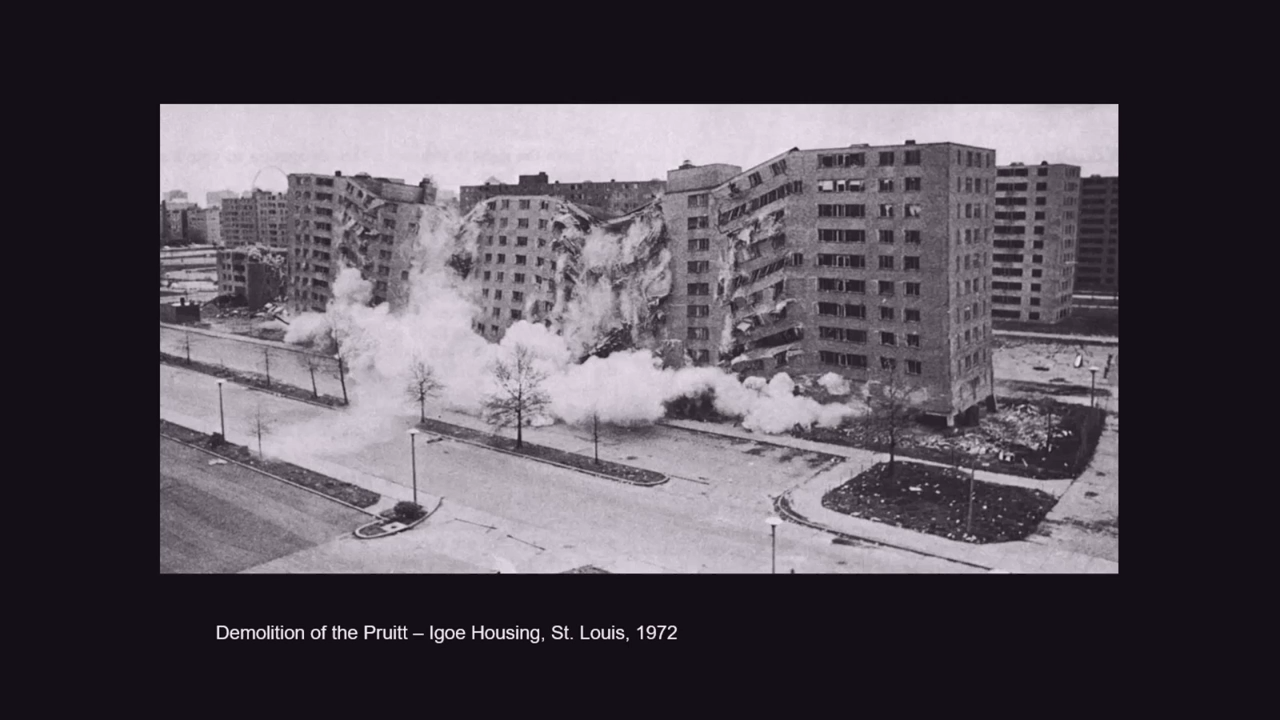 Demolition of the Pruitt – Igoe Housing, St. Louis, 1972